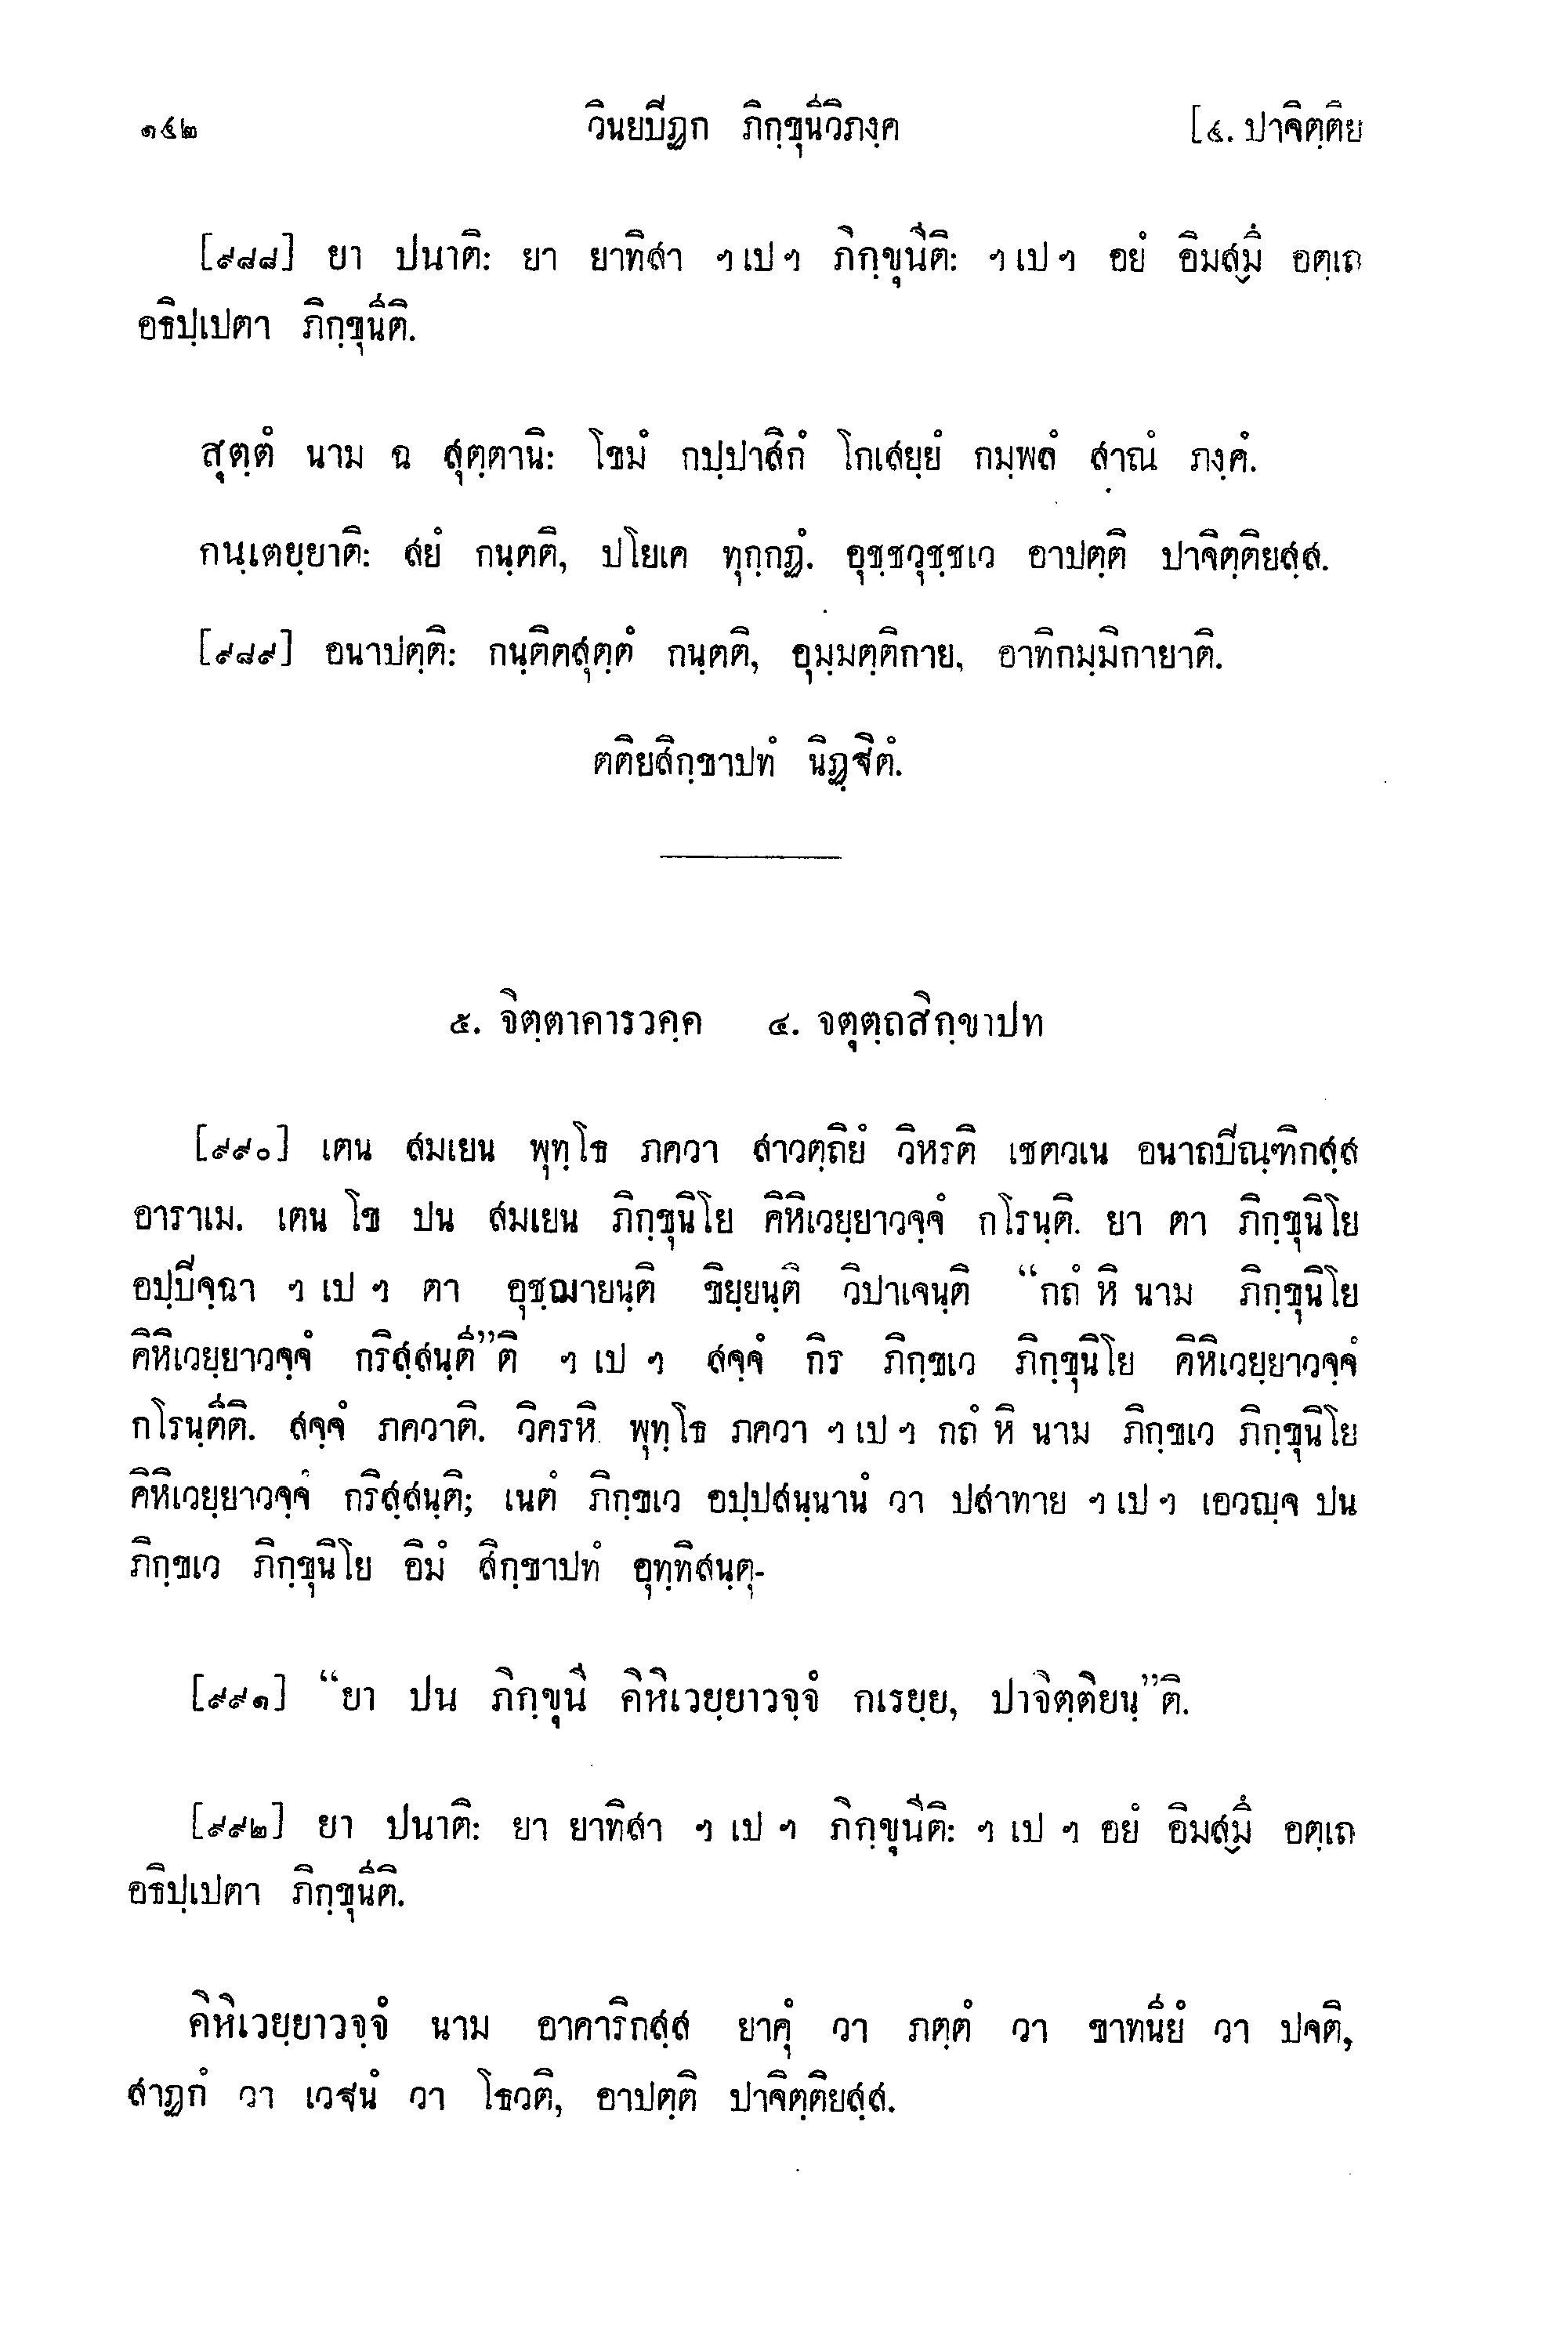 ๑๔๒ วินยปีฏก ภิกฺขุนีวิภงฺค [๔. ปาจิตฺติย
[๙๘๘] ยา ปนาติ: ยา ยาทิสา ฯ เป ฯ ภิกฺขุนีติ: ฯ เป ฯ อยํ อิมสฺมึ อตฺเถ
อธิปฺเปตา ภิกฺขุนีติ.
สุตฺตํ นาม ฉ สุตฺตานิ: โขมํ กปฺปาสิกํ โกเสยฺยํ กมฺพลํ สาณํ ภงฺคํ.
กนฺเตยฺยาติ: สยํ กนฺตติ, ปโยเค ทุกฺกฏํ. อุชฺชวุชฺชเว อาปตฺติ ปาจิตฺติยสฺส.
[๙๘๙] อนาปตฺติ: กนฺติตสุตฺตํ กนฺตติ, อุมฺมตฺติกาย, อาทิกมฺมิกายาติ.
ตติยสิกฺขาปทํ นิฏฺฐิตํ.
๕. จิตฺตาคารวคฺค ๔. จตุตฺถสิกฺขาปท
[๙๙๐] เตน สมเยน พุทฺโธ ภควา สาวตฺถิยํ วิหรติ เชตวเน อนาถปีณฺฑิกสฺส
อาราเม. เตน โข ปน สมเยน ภิกฺขุนิโย คิหิเวยฺยาวจฺจํ กโรนฺติ. ยา ตา ภิกฺขุนิโย
อปฺปีจฺฉา ฯ เป ฯ ตา อุชฺฌายนฺติ ขิยฺยนฺติ วิปาเจนฺติ “กถํ หิ นาม ภิกฺขุนิโย
คิหิเวยฺยาวจฺจํ กริสฺสนฺตี”ติ ฯ เป ฯ สจฺจํ กิร ภิกฺขเว ภิกฺขุนิโย คิหิเวยฺยาวจฺจํ
กโรนฺตีติ. สจฺจํ ภควาติ. วิครหิ พุทฺโธ ภควา ฯ เป ฯ กถํ หิ นาม ภิกฺขเว ภิกฺขุนิโย
คิหิเวยฺยาวจฺจํ กริสฺสนฺติ; เนตํ ภิกฺขเว อปฺปสนฺนานํ วา ปสาทาย ฯ เป ฯ เอวญฺจ ปน
ภิกฺขเว ภิกฺขุนิโย อิมํ สิกฺขาปทํ อุทฺทิสนฺตุ-
[๙๙๑] “ยา ปน ภิกฺขุนี คิหิเวยฺยาวจฺจํ กเรยฺย, ปาจิตฺติยนฺ”ติ.
[๙๙๒] ยา ปนาติ: ยา ยาทิสา ฯ เป ฯ ภิกฺขุนีติ: ฯ เป ฯ อยํ อิมสฺมึ อตฺเถ
อธิปฺเปตา ภิกฺขุนีติ.
คิหิเวยฺยาวจฺจํ นาม อาคาริกสฺส ยาคุํ วา ภตฺตํ วา ขาทนียํ วา ปจติ,
สาฏกํ วา เวฐนํ วา โธวติ, อาปตฺติ ปาจิตฺติยสฺส.